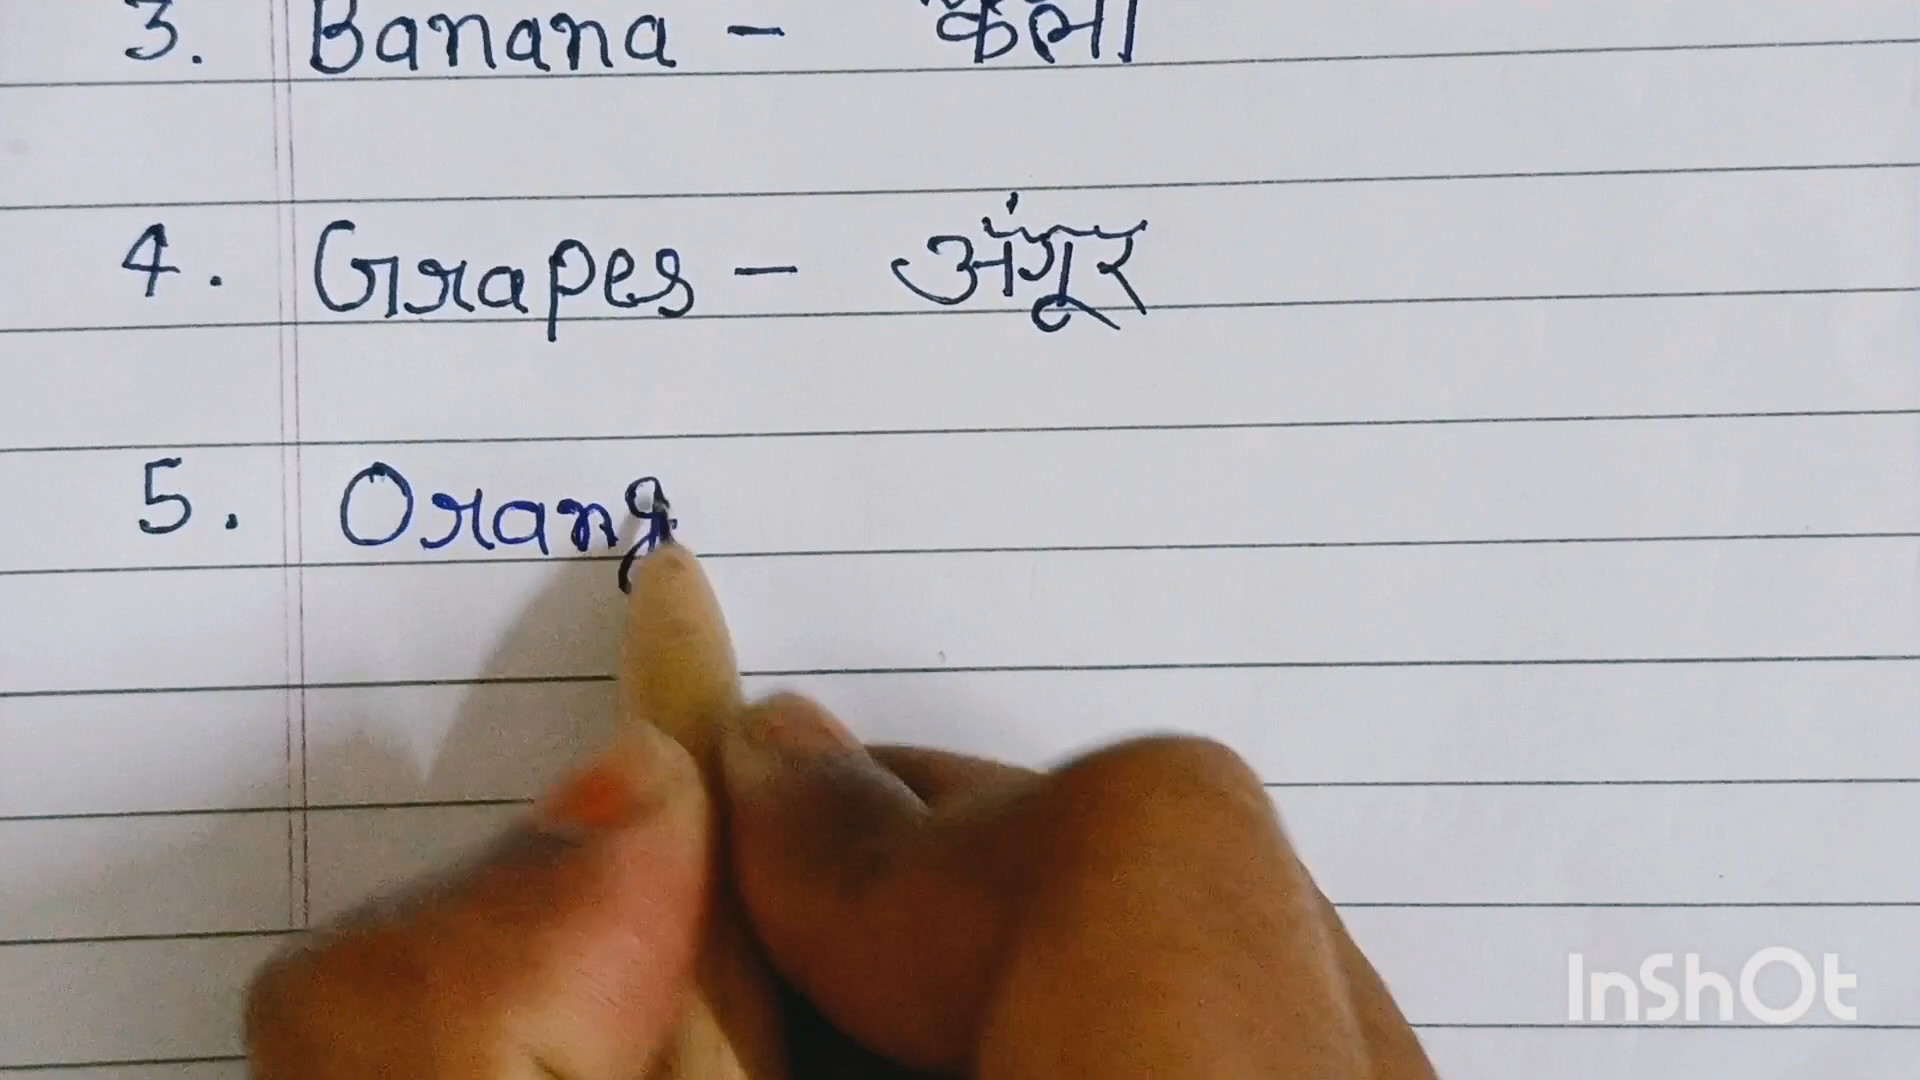 3. Banana - केला
4. Grapes - अंगूर
5. Orang
InShOt